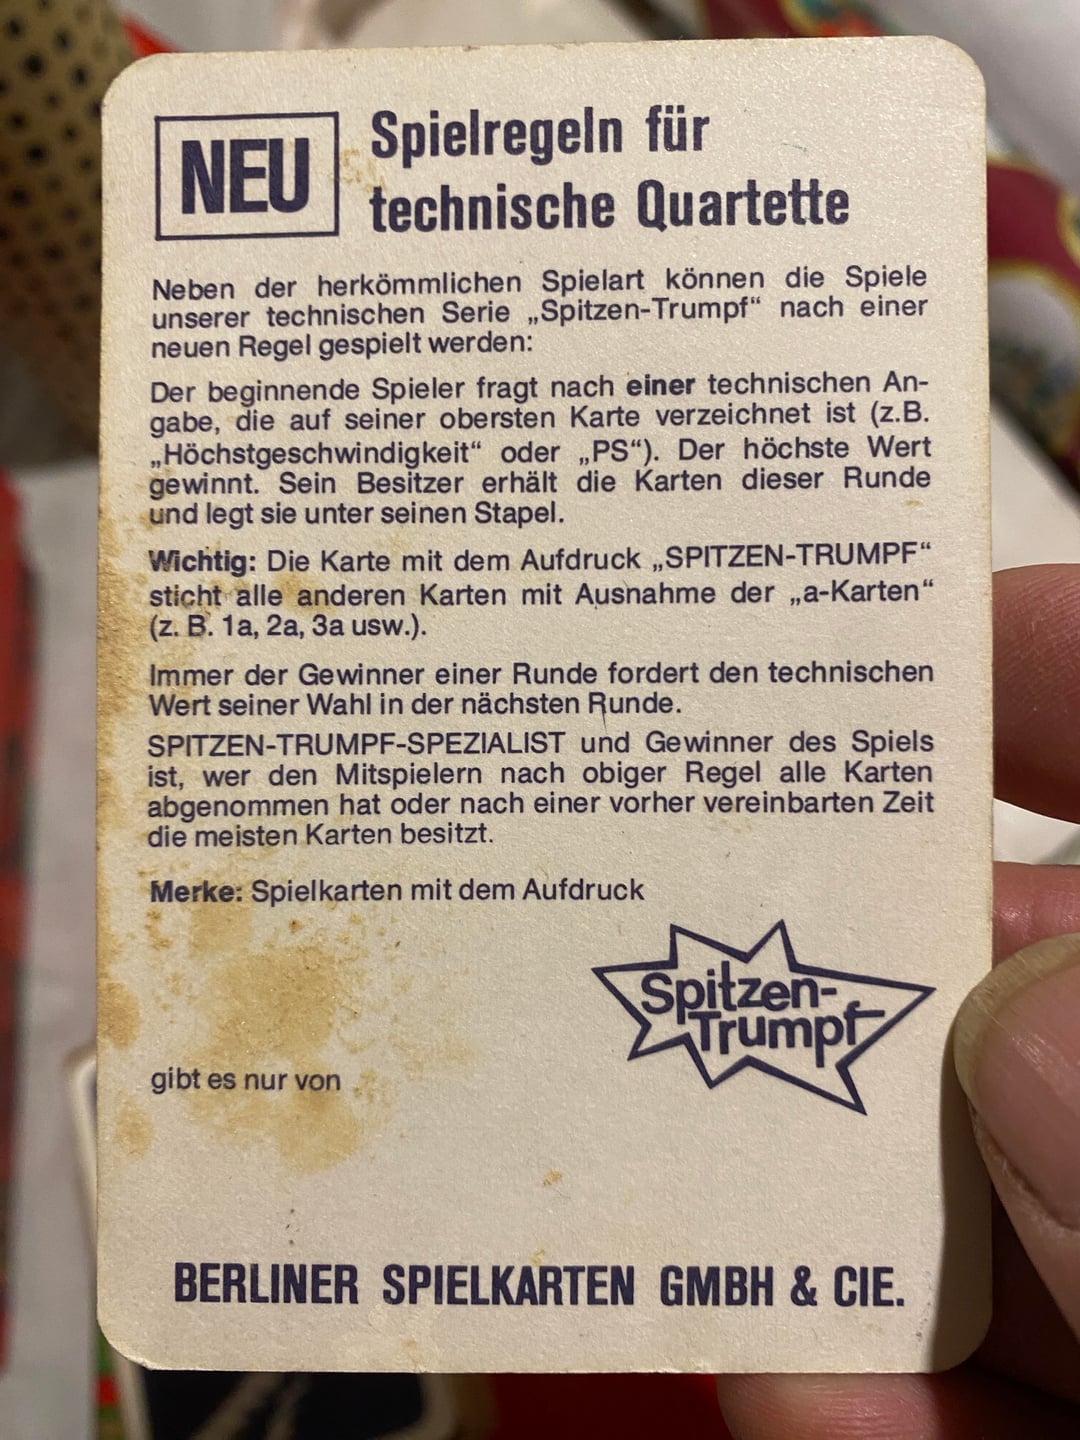 NEU
Spielregeln für
technische Quartette
Neben der herkömmlichen Spielart können die Spiele
unserer technischen Serie „Spitzen-Trumpf“ nach einer
neuen Regel gespielt werden:
Der beginnende Spieler fragt nach einer technischen An-
gabe, die auf seiner obersten Karte verzeichnet ist (z.B.
„Höchstgeschwindigkeit“ oder „PS“). Der höchste Wert
gewinnt. Sein Besitzer erhält die Karten dieser Runde
und legt sie unter seinen Stapel.
Wichtig: Die Karte mit dem Aufdruck „SPITZEN-TRUMPF“
sticht alle anderen Karten mit Ausnahme der „a-Karten“
(z. B. 1a, 2a, 3a usw.).
Immer der Gewinner einer Runde fordert den technischen
Wert seiner Wahl in der nächsten Runde.
SPITZEN-TRUMPF-SPEZIALIST und Gewinner des Spiels
ist, wer den Mitspielern nach obiger Regel alle Karten
abgenommen hat oder nach einer vorher vereinbarten Zeit
die meisten Karten besitzt.
Merke: Spielkarten mit dem Aufdruck
Spitzen-
Trumpf
gibt es nur von
BERLINER SPIELKARTEN GMBH & CIE.